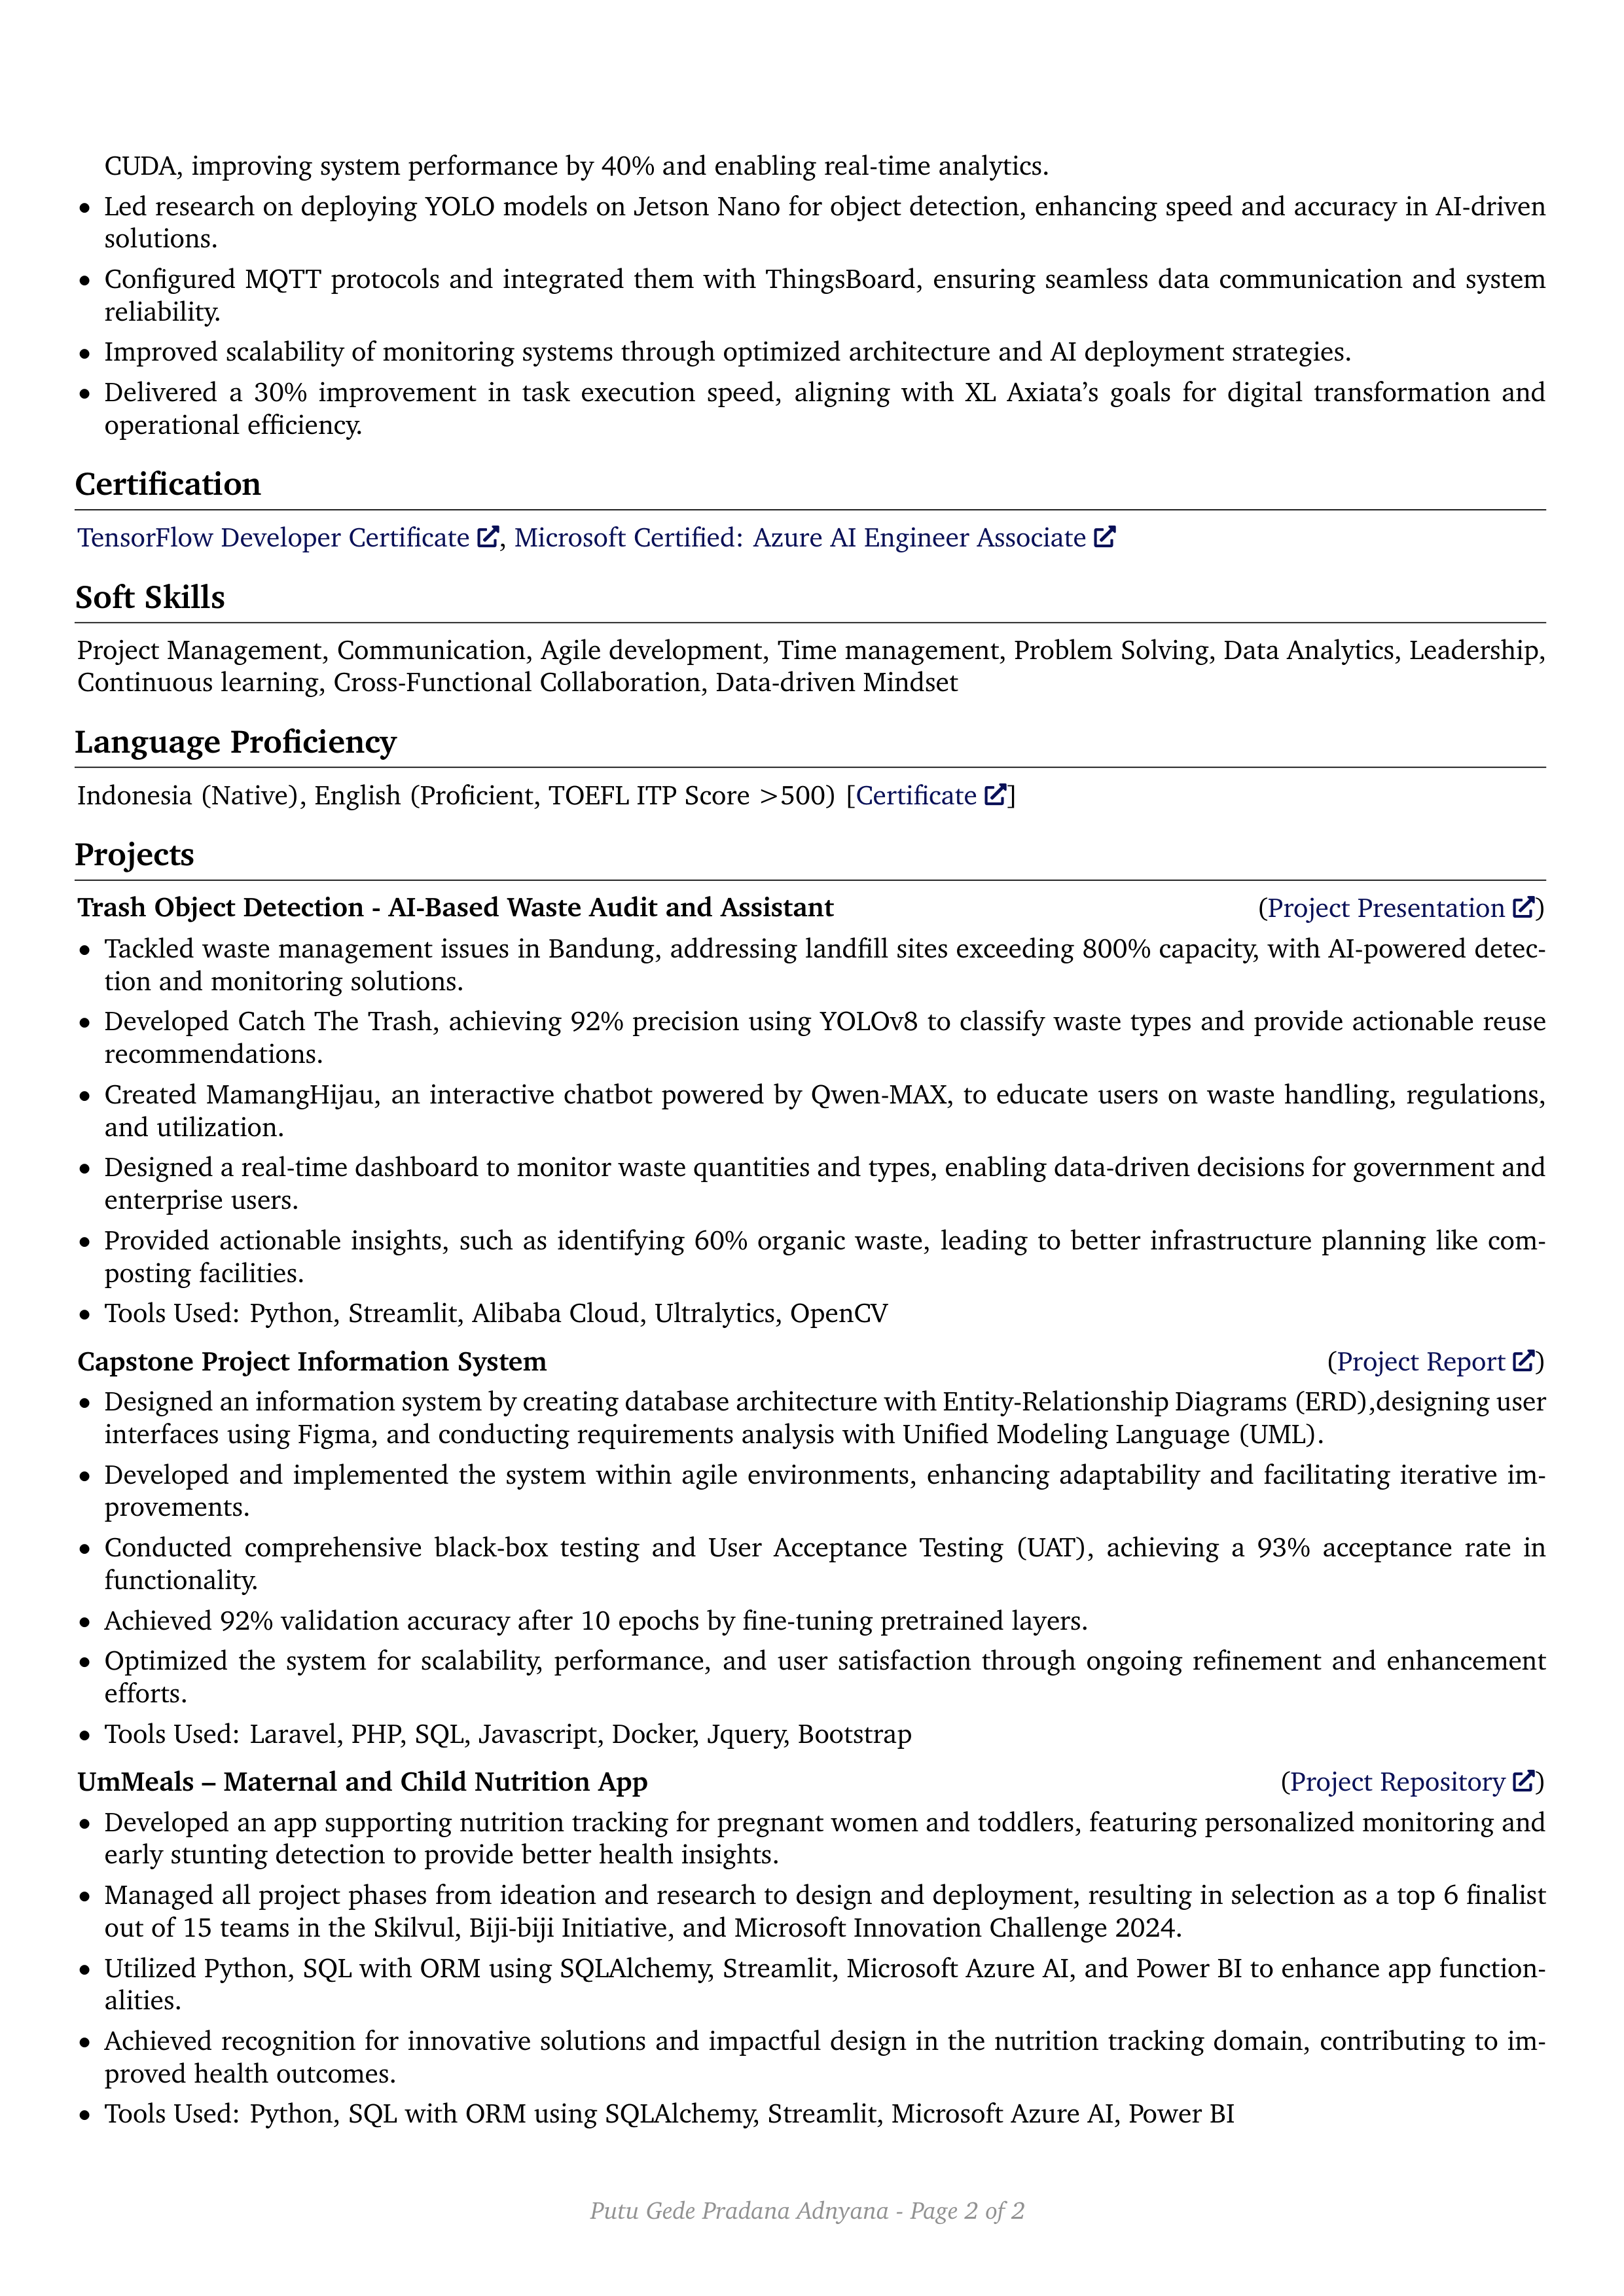 CUDA, improving system performance by 40% and enabling real-time analytics.
• Led research on deploying YOLO models on Jetson Nano for object detection, enhancing speed and accuracy in AI-driven
solutions.
• Configured MQTT protocols and integrated them with ThingsBoard, ensuring seamless data communication and system
reliability.
• Improved scalability of monitoring systems through optimized architecture and AI deployment strategies.
• Delivered a 30% improvement in task execution speed, aligning with XL Axiata’s goals for digital transformation and
operational efficiency.
Certification
TensorFlow Developer Certificate, Microsoft Certified: Azure AI Engineer Associate
Soft Skills
Project Management, Communication, Agile development, Time management, Problem Solving, Data Analytics, Leadership,
Continuous learning, Cross-Functional Collaboration, Data-driven Mindset
Language Proficiency
Indonesia (Native), English (Proficient, TOEFL ITP Score >500) [Certificate]
Projects
Trash Object Detection - AI-Based Waste Audit and Assistant (Project Presentation)
• Tackled waste management issues in Bandung, addressing landfill sites exceeding 800% capacity, with AI-powered detec-
tion and monitoring solutions.
• Developed Catch The Trash, achieving 92% precision using YOLOv8 to classify waste types and provide actionable reuse
recommendations.
• Created MamangHijau, an interactive chatbot powered by Qwen-MAX, to educate users on waste handling, regulations,
and utilization.
• Designed a real-time dashboard to monitor waste quantities and types, enabling data-driven decisions for government and
enterprise users.
• Provided actionable insights, such as identifying 60% organic waste, leading to better infrastructure planning like com-
posting facilities.
• Tools Used: Python, Streamlit, Alibaba Cloud, Ultralytics, OpenCV
Capstone Project Information System (Project Report)
• Designed an information system by creating database architecture with Entity-Relationship Diagrams (ERD),designing user
interfaces using Figma, and conducting requirements analysis with Unified Modeling Language (UML).
• Developed and implemented the system within agile environments, enhancing adaptability and facilitating iterative im-
provements.
• Conducted comprehensive black-box testing and User Acceptance Testing (UAT), achieving a 93% acceptance rate in
functionality.
• Achieved 92% validation accuracy after 10 epochs by fine-tuning pretrained layers.
• Optimized the system for scalability, performance, and user satisfaction through ongoing refinement and enhancement
efforts.
• Tools Used: Laravel, PHP, SQL, Javascript, Docker, Jquery, Bootstrap
UmMeals – Maternal and Child Nutrition App (Project Repository)
• Developed an app supporting nutrition tracking for pregnant women and toddlers, featuring personalized monitoring and
early stunting detection to provide better health insights.
• Managed all project phases from ideation and research to design and deployment, resulting in selection as a top 6 finalist
out of 15 teams in the Skilvul, Biji-biji Initiative, and Microsoft Innovation Challenge 2024.
• Utilized Python, SQL with ORM using SQLAlchemy, Streamlit, Microsoft Azure AI, and Power BI to enhance app function-
alities.
• Achieved recognition for innovative solutions and impactful design in the nutrition tracking domain, contributing to im-
proved health outcomes.
• Tools Used: Python, SQL with ORM using SQLAlchemy, Streamlit, Microsoft Azure AI, Power BI
Putu Gede Pradana Adnyana - Page 2 of 2